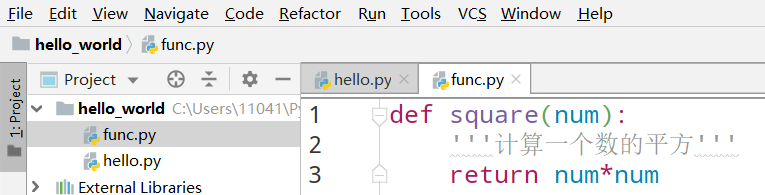 File Edit View Navigate Code Refactor Run Tools VCS Window Help
hello_world func.py
Project
hello.py func.py
1: Project
hello_world C:\Users\11041\Py
func.py
hello.py
External Libraries
1 def square(num):
2 '''计算一个数的平方'''
3 return num*num